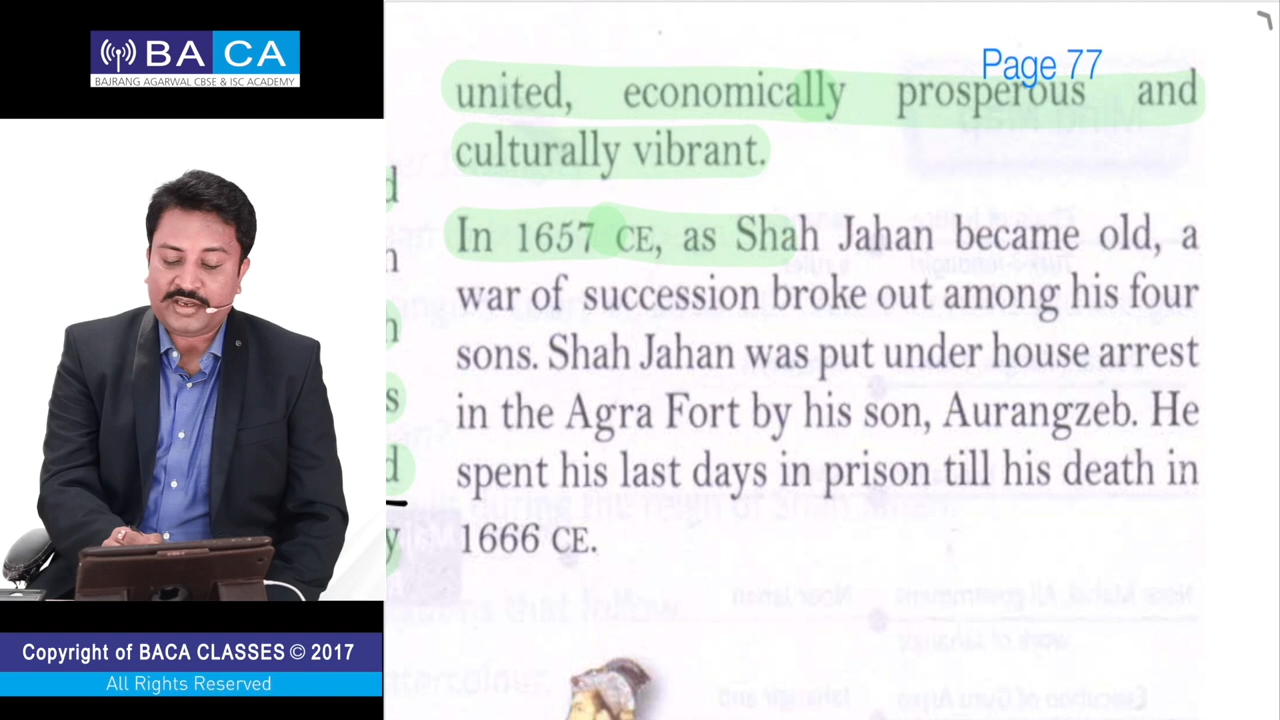 BACA
BAJRANG AGARWAL CBSE & ISC ACADEMY
Page 77
united, economically prosperous and
culturally vibrant.
In 1657 CE, as Shah Jahan became old, a
war of succession broke out among his four
sons. Shah Jahan was put under house arrest
in the Agra Fort by his son, Aurangzeb. He
spent his last days in prison till his death in
1666 CE.
Copyright of BACA CLASSES © 2017
All Rights Reserved